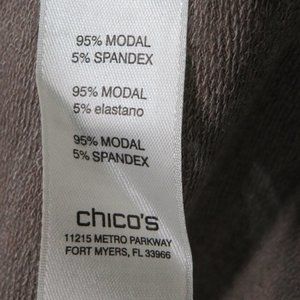 95% MODAL
5% SPANDEX
95% MODAL
5% elastano
95% MODAL
5% SPANDEX
chico's
11215 METRO PARKWAY
FORT MYERS, FL 33966